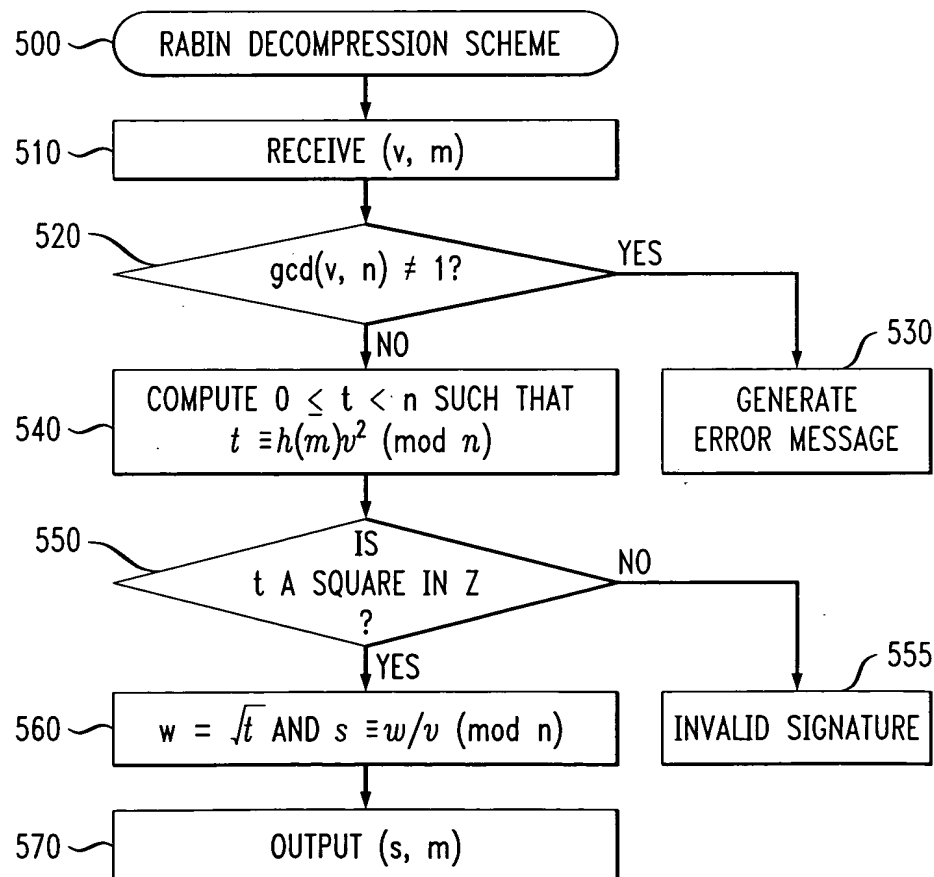 500
RABIN DECOMPRESSION SCHEME
510
RECEIVE (v, m)
520
gcd(v, n) ≠ 1?
YES
NO
530
GENERATE
ERROR MESSAGE
540
COMPUTE 0 ≤ t < n SUCH THAT
t ≡h(m)v² (mod n)
550
IS
t A SQUARE IN Z
?
NO
YES
555
INVALID SIGNATURE
560
w = √t AND s ≡w/v (mod n)
570
OUTPUT (s, m)